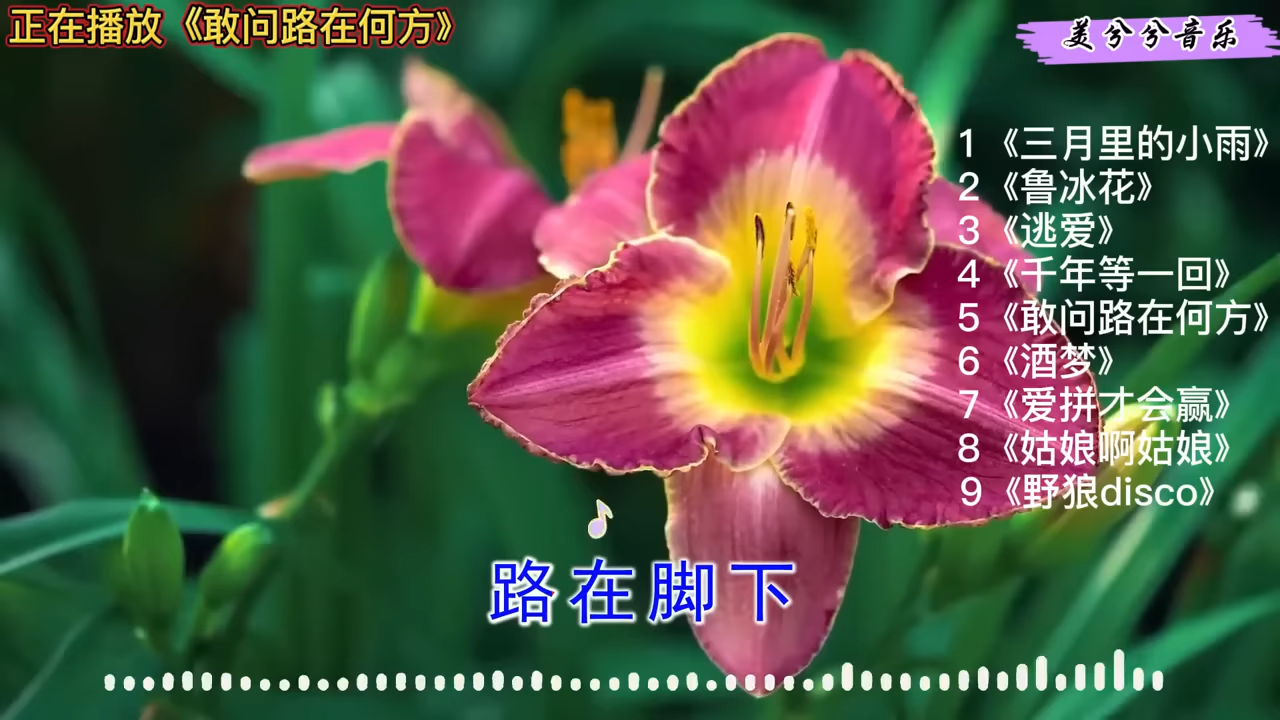 正在播放《敢问路在何方》
美兮兮音乐
1《三月里的小雨》
2《鲁冰花》
3《逃爱》
4《千年等一回》
5《敢问路在何方》
6《酒梦》
7《爱拼才会赢》
8《姑娘啊姑娘》
9《野狼disco》
路在脚下